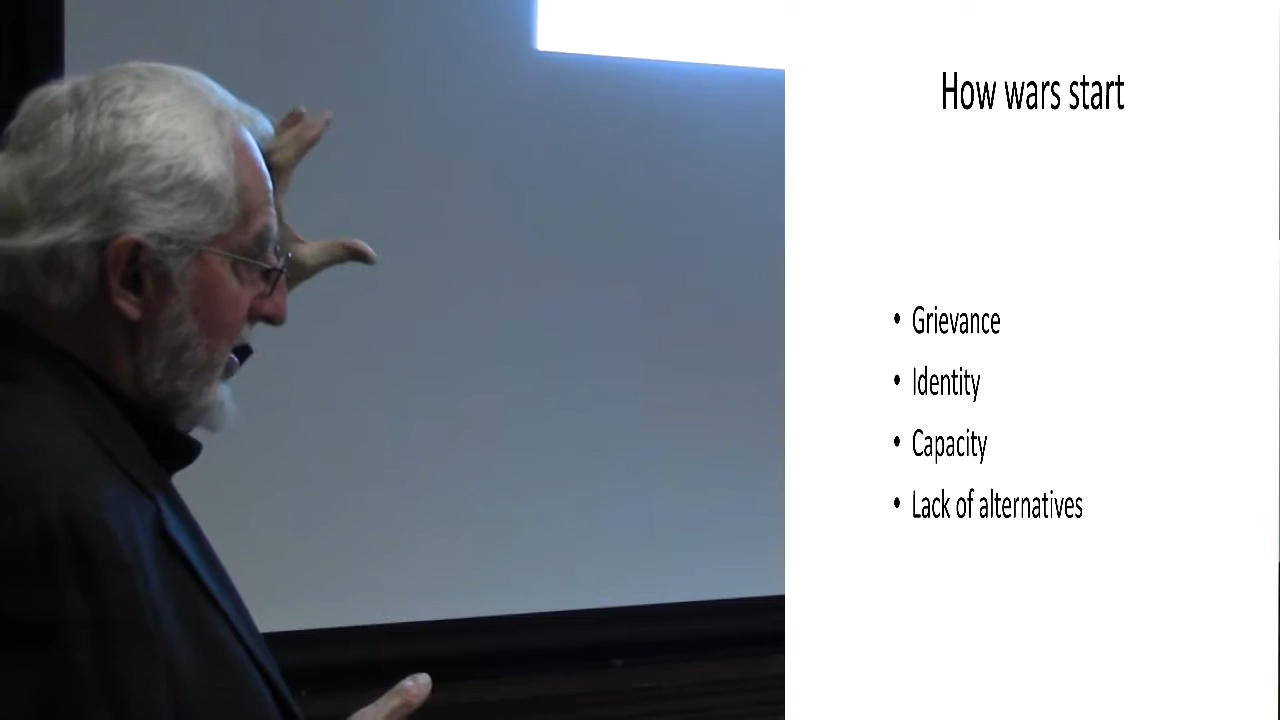 How wars start
• Grievance
• Identity
• Capacity
• Lack of alternatives